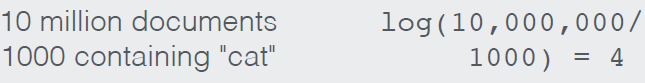 10 million documents
1000 containing "cat"
log(10,000,000/
1000) = 4